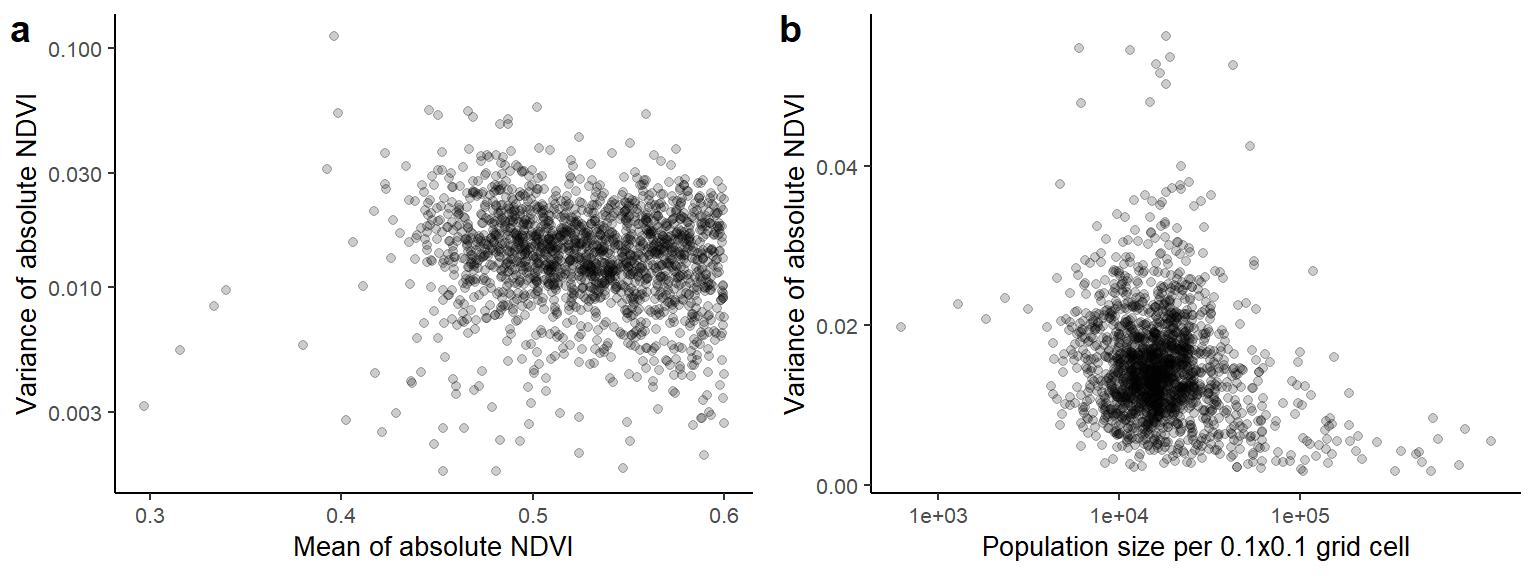 a
Variance of absolute NDVI
0.100
0.030
0.010
0.003
0.3 0.4 0.5 0.6
Mean of absolute NDVI
b
Variance of absolute NDVI
0.04
0.02
0.00
1e+03 1e+04 1e+05
Population size per 0.1x0.1 grid cell